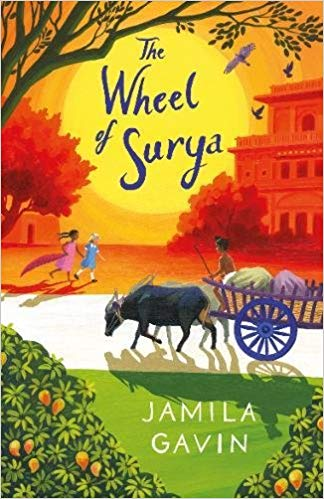 The
Wheel
of Surya
JAMILA
GAVIN